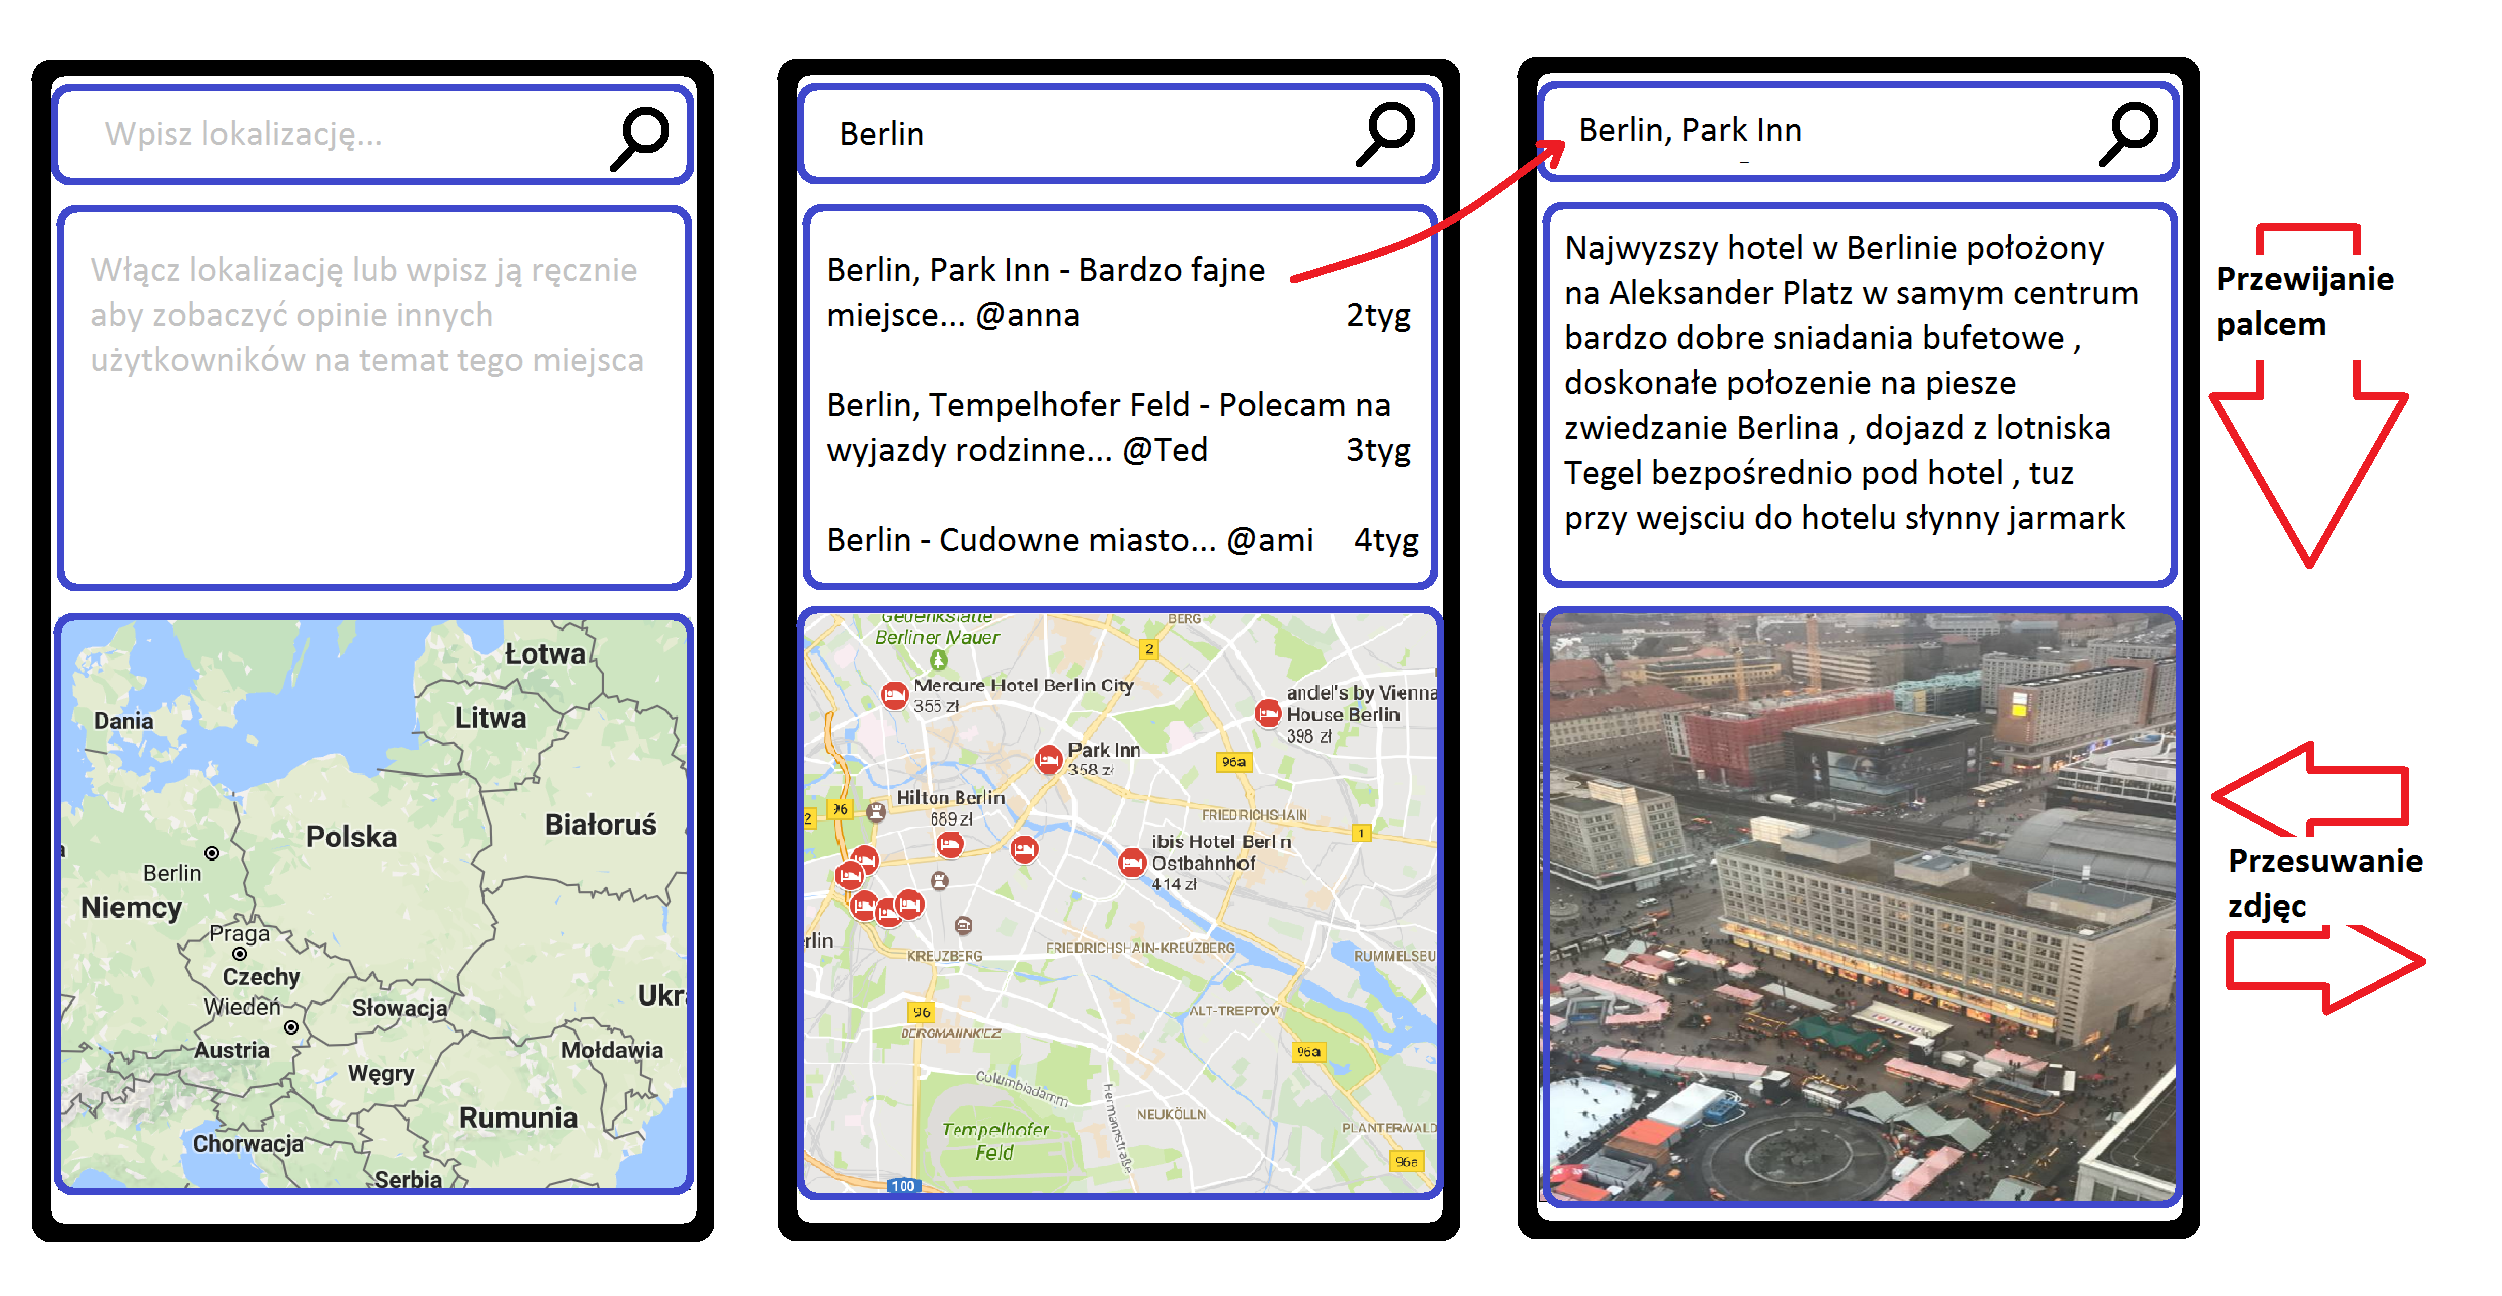 Wpisz lokalizację...
Włącz lokalizację lub wpisz ją ręcznie
aby zobaczyć opinie innych
użytkowników na temat tego miejsca
Łotwa
Dania
Litwa
Polska
Białoruś
Berlin
Niemcy
Praga
Czechy
Wiedeń
Słowacja
Ukr
Austria
Mołdawia
Węgry
Rumunia
Chorwacja
Serbia
Berlin
Berlin, Park Inn - Bardzo fajne
miejsce... @anna 2tyg
Berlin, Tempelhofer Feld - Polecam na
wyjazdy rodzinne... @Ted 3tyg
Berlin - Cudowne miasto... @ami 4tyg
Gedenkstätte
Berliner Mauer
BERG
2
Mercure Hotel Berlin City
355 zł
andel's by Vienna
House Berlin
398 zł
Park Inn
358 zł
96a
Hilton Berlin
689 zł
96
2
FRIEDRICHSHAIN
1
ibis Hotel Berlin
Ostbahnhof
414 zł
rlin
KREUZBERG
FRIEDRICHSHAIN-KREUZBERG
RUMMELSBU
96
ALT-TREPTOW
96a
Columbiadamm
Hermannstraße
NEUKÖLLN
Tempelhofer
Feld
PLANTERWALD
96a
100
Berlin, Park Inn
Najwyzszy hotel w Berlinie położony
na Aleksander Platz w samym centrum
bardzo dobre sniadania bufetowe ,
doskonałe połozenie na piesze
zwiedzanie Berlina , dojazd z lotniska
Tegel bezpośrednio pod hotel , tuz
przy wejsciu do hotelu słynny jarmark
Przewijanie
palcem
Przesuwanie
zdjęc